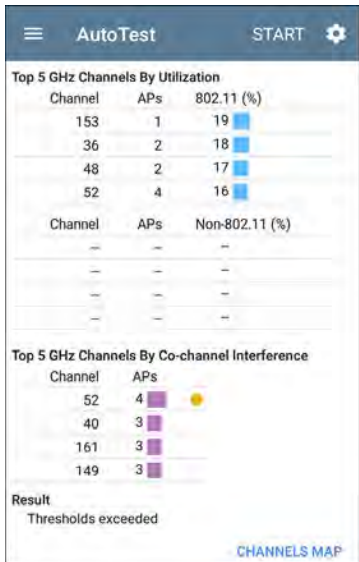 AutoTest START
Top 5 GHz Channels By Utilization
Channel APs 802.11 (%)
153 1 19
36 2 18
48 2 17
52 4 16
Channel APs Non-802.11 (%)
-- -- --
-- -- --
-- -- --
-- -- --
Top 5 GHz Channels By Co-channel Interference
Channel APs
52 4
40 3
161 3
149 3
Result
Thresholds exceeded
CHANNELS MAP